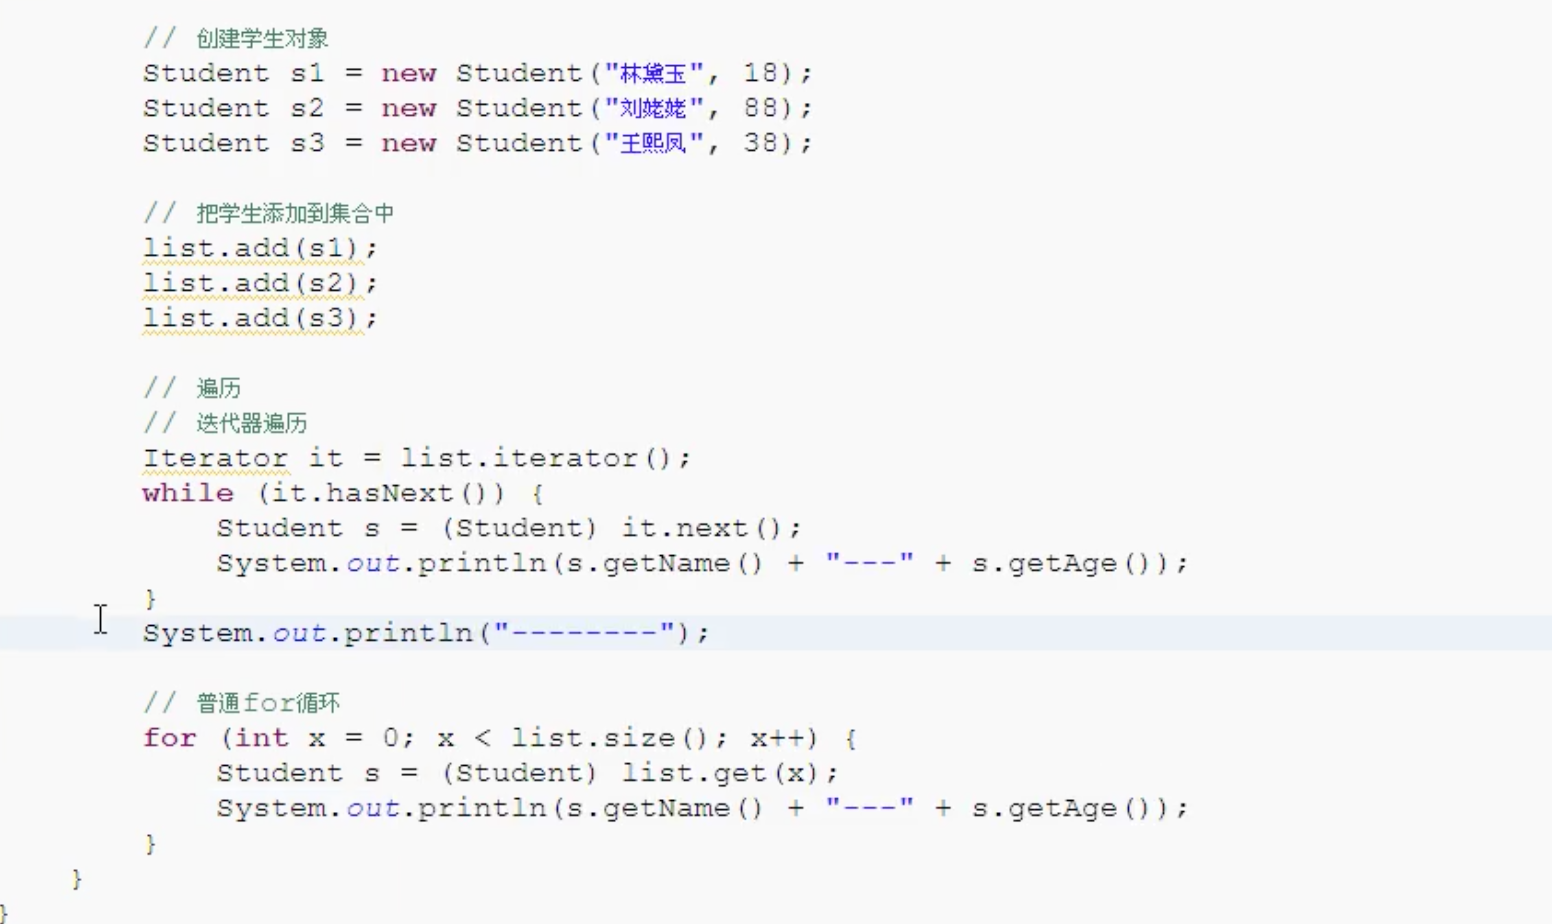 // 创建学生对象
Student s1 = new Student("林黛玉", 18);
Student s2 = new Student("刘姥姥", 88);
Student s3 = new Student("王熙凤", 38);
// 把学生添加到集合中
list.add(s1);
list.add(s2);
list.add(s3);
// 遍历
// 迭代器遍历
Iterator it = list.iterator();
while (it.hasNext()) {
Student s = (Student) it.next();
System.out.println(s.getName() + "---" + s.getAge());
}
System.out.println("--------");
// 普通for循环
for (int x = 0; x < list.size(); x++) {
Student s = (Student) list.get(x);
System.out.println(s.getName() + "---" + s.getAge());
}
}
}